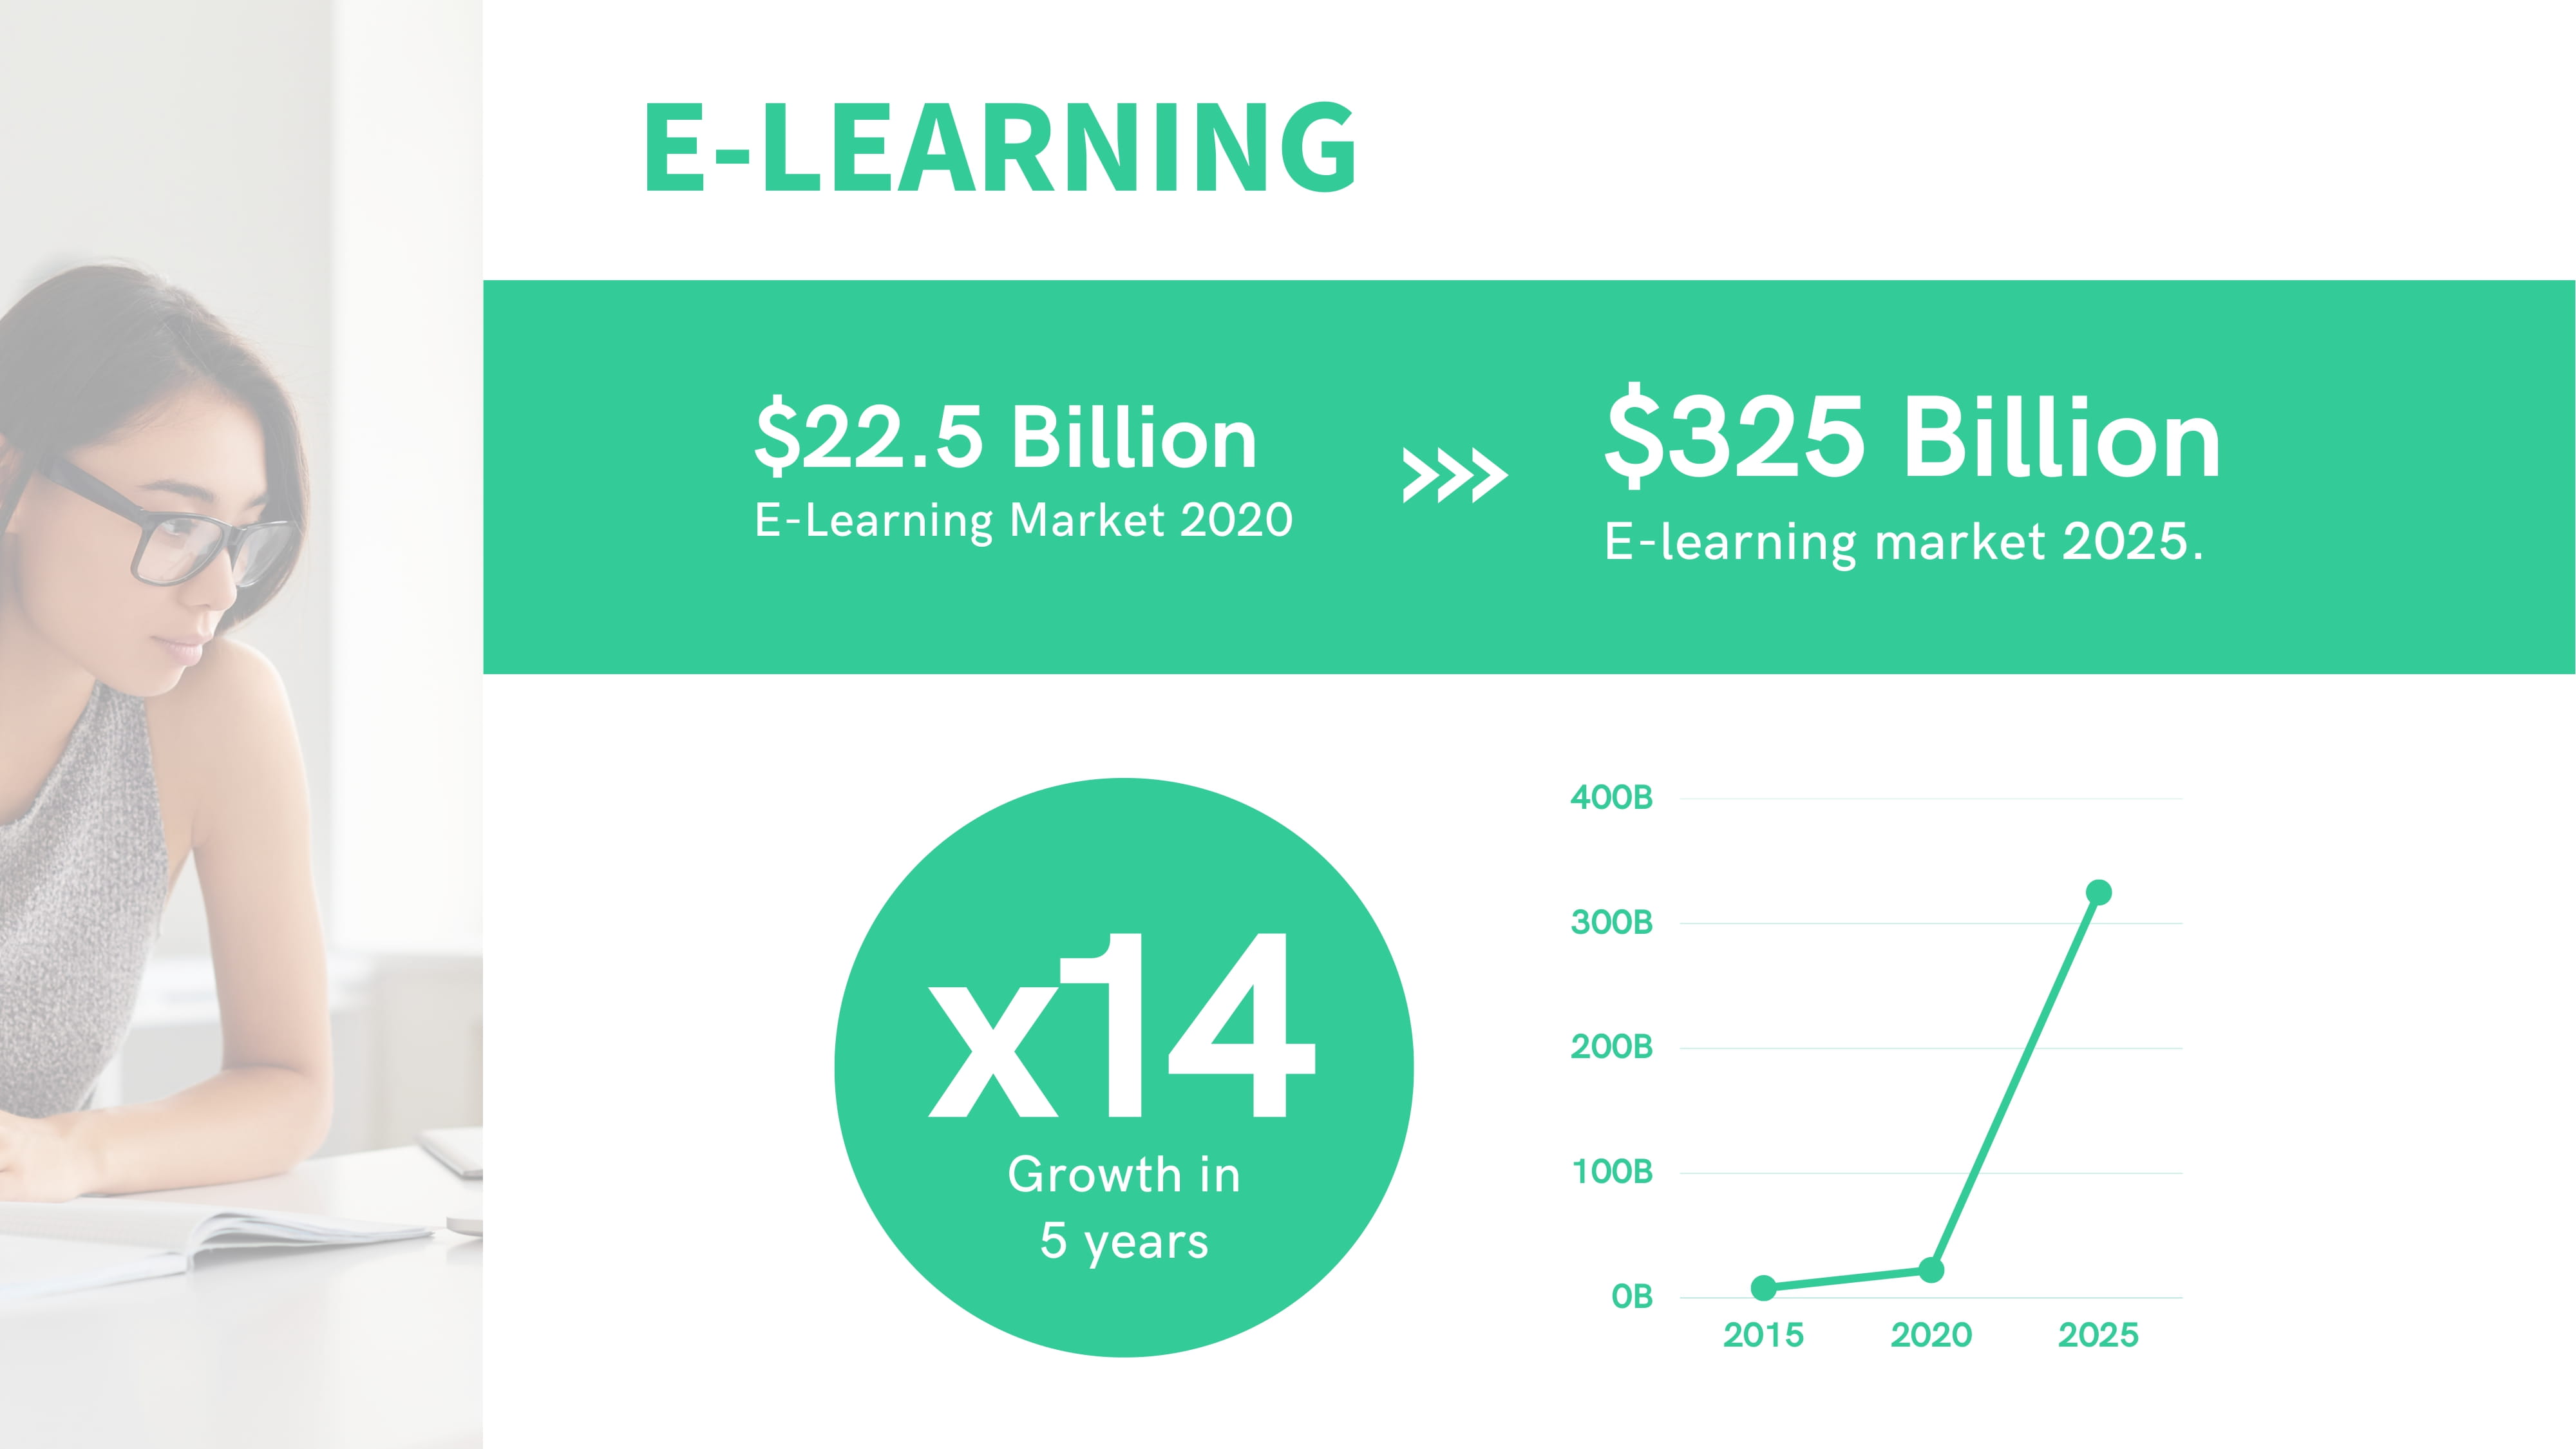 E-LEARNING
$22.5 Billion
E-Learning Market 2020
$325 Billion
E-learning market 2025.
x14
Growth in
5 years
400B
300B
200B
100B
0B
2015 2020 2025